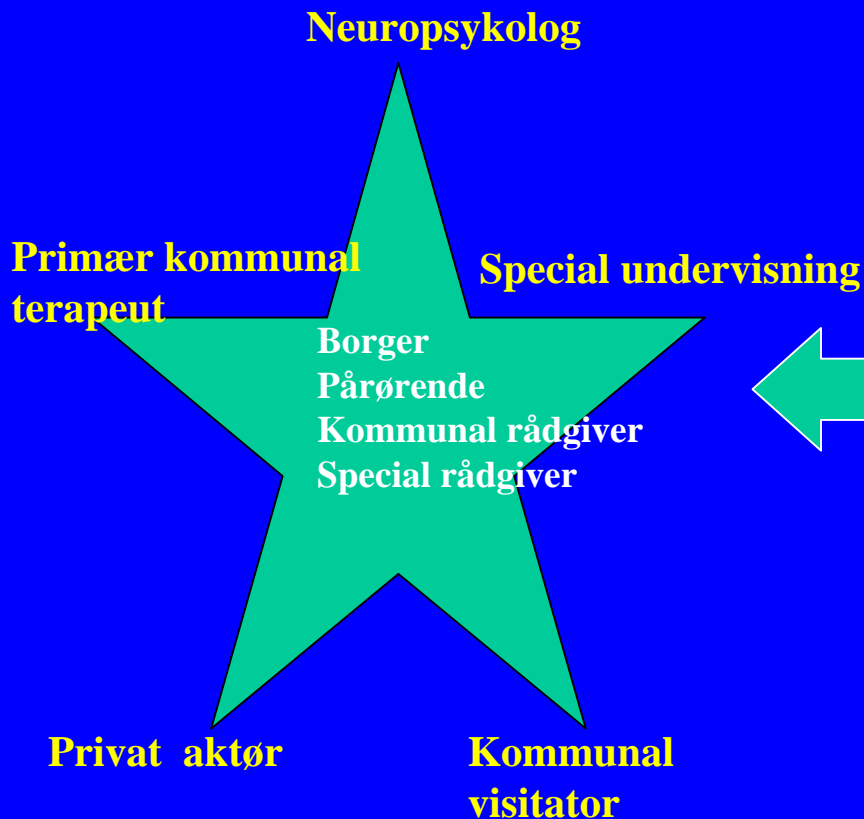 Neuropsykolog
Primær kommunal
terapeut
Special undervisning
Borger
Pårørende
Kommunal rådgiver
Special rådgiver
Privat aktør
Kommunal
visitator